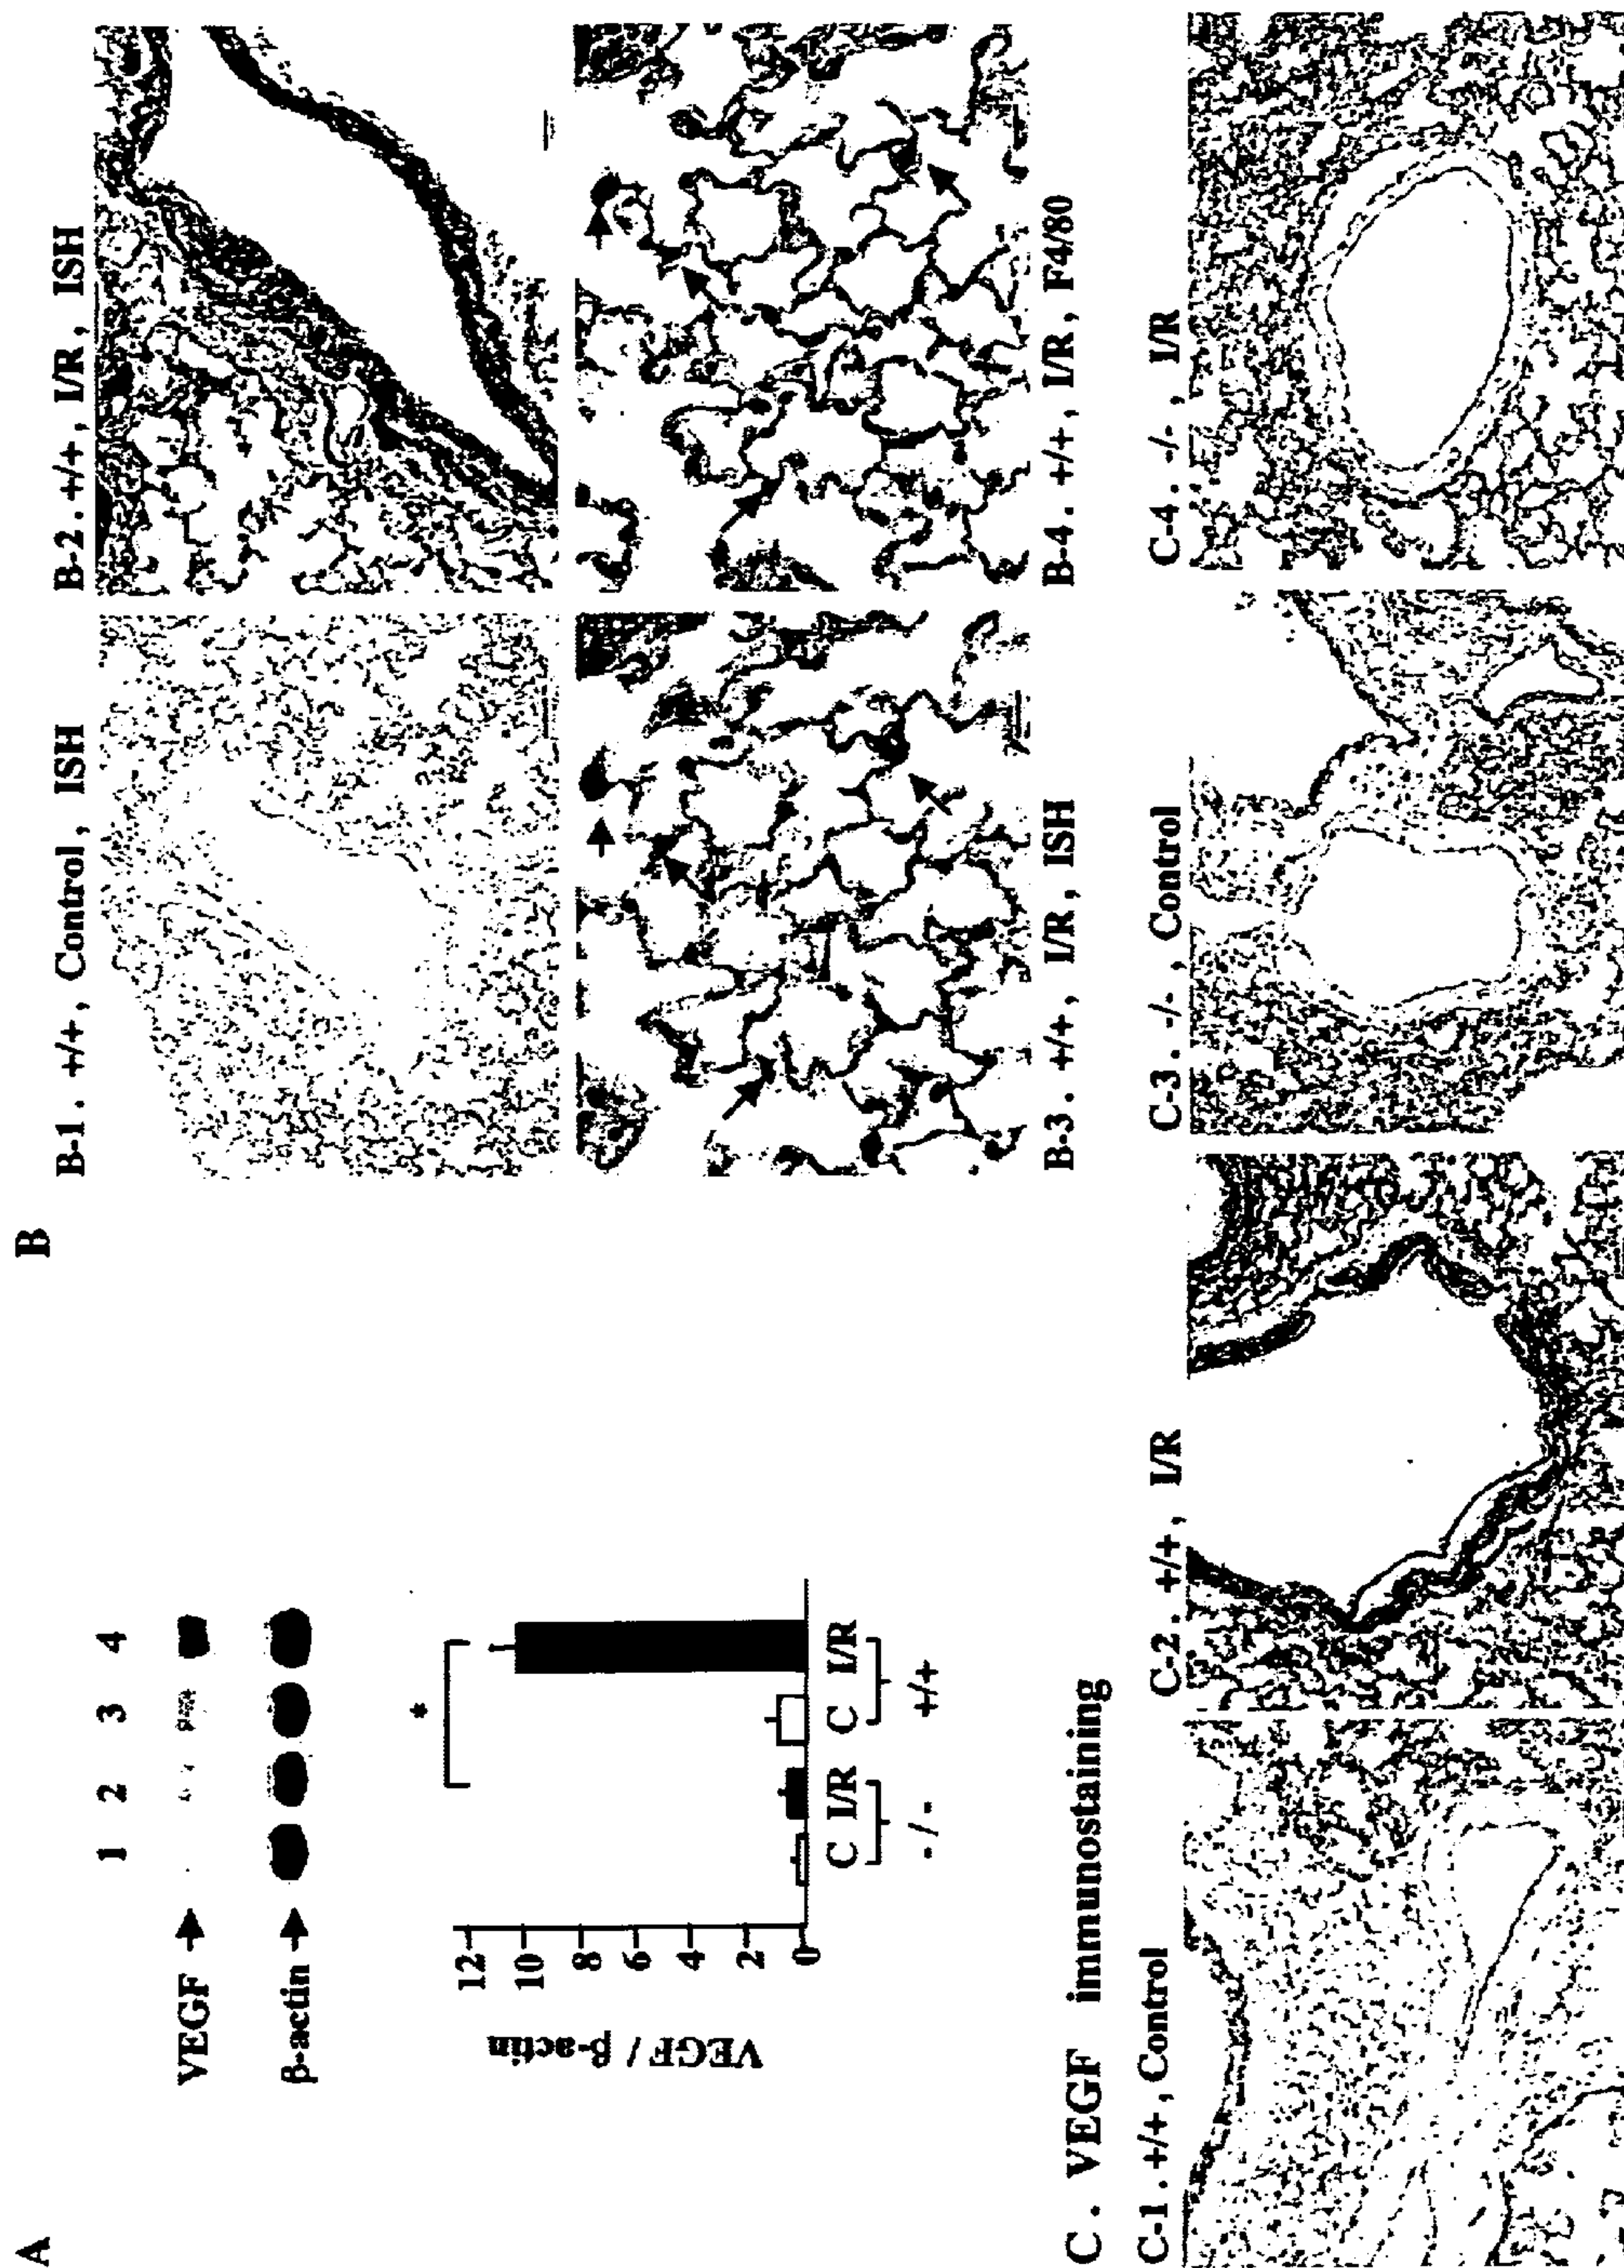 A
1 2 3 4
VEGF →
β-actin →
*
12
10
8
6
4
2
0
VEGF / β-actin
C I/R C I/R
-/- +/+
B
B-1. +/+, Control, ISH
B-2. +/+, I/R, ISH
B-3. +/+, I/R, ISH
B-4. +/+, I/R, F4/80
C. VEGF immunostaining
C-1. +/+, Control
C-2. +/+, I/R
C-3. -/-, Control
C-4. -/-, I/R